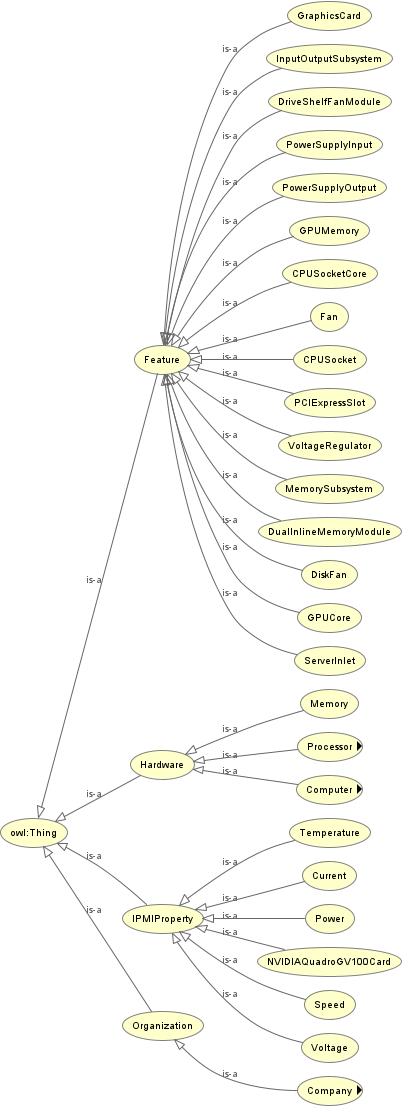 GraphicsCard
is-a
InputOutputSubsystem
is-a
DriveShelfFanModule
is-a
PowerSupplyInput
is-a
PowerSupplyOutput
is-a
GPUMemory
is-a
CPUSocketCore
is-a
Fan
is-a
Feature
is-a
CPUSocket
is-a
PCIExpressSlot
is-a
VoltageRegulator
is-a
MemorySubsystem
is-a
DualInlineMemoryModule
is-a
DiskFan
is-a
GPUCore
is-a
ServerInlet
is-a
is-a
Memory
is-a
Processor
Hardware
is-a
is-a
Computer
is-a
owl:Thing
Temperature
is-a
is-a
Current
is-a
IPMIProperty
is-a
Power
is-a
NVIDIAQuadroGV100Card
is-a
is-a
Speed
Organization
is-a
Voltage
is-a
Company